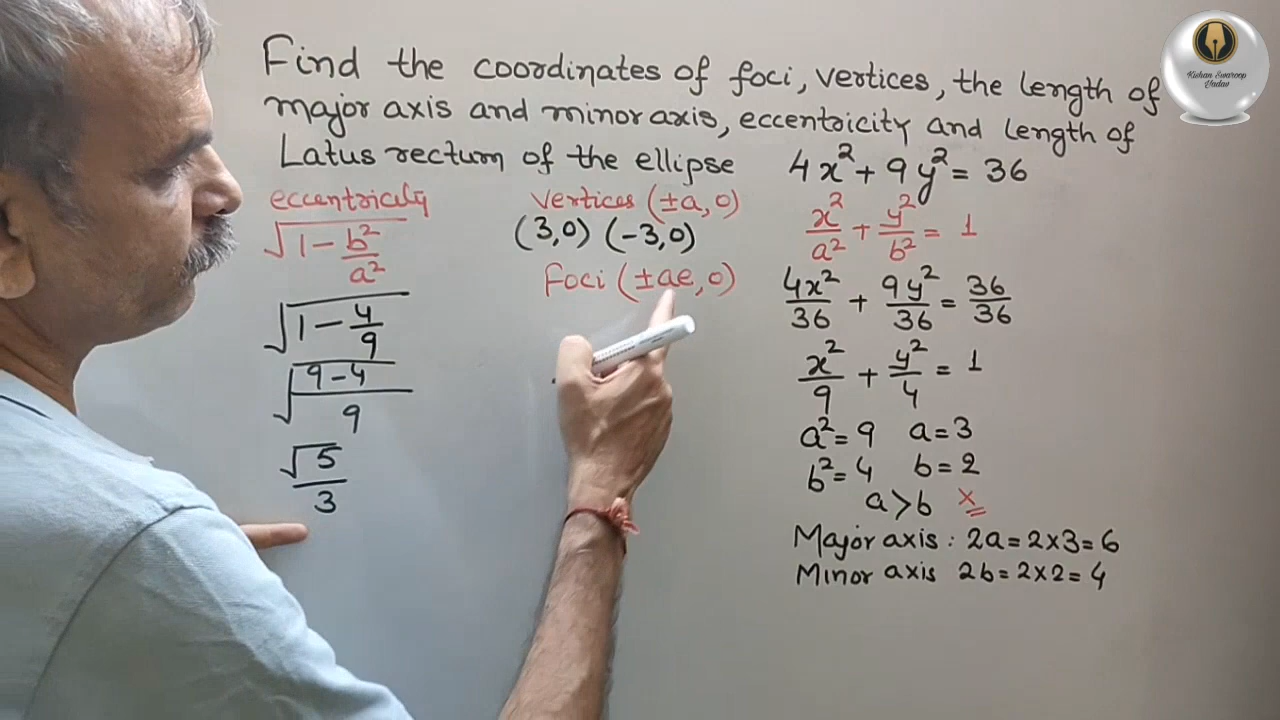 Find the coordinates of foci, vertices, the length of
major axis and minor axis, eccentricity and length of
Latus rectum of the ellipse 4x² + 9y² = 36
eccentricity
√(1 - b²/a²)
√(1 - 4/9)
√((9-4)/9)
√5/3
vertices (±a, 0)
(3,0) (-3,0)
Foci (±ae, 0)
x²/a² + y²/b² = 1
4x²/36 + 9y²/36 = 36/36
x²/9 + y²/4 = 1
a² = 9 a = 3
b² = 4 b = 2
a > b x
Major axis : 2a = 2×3 = 6
Minor axis 2b = 2×2 = 4
Kishan Swaroop
Yadav